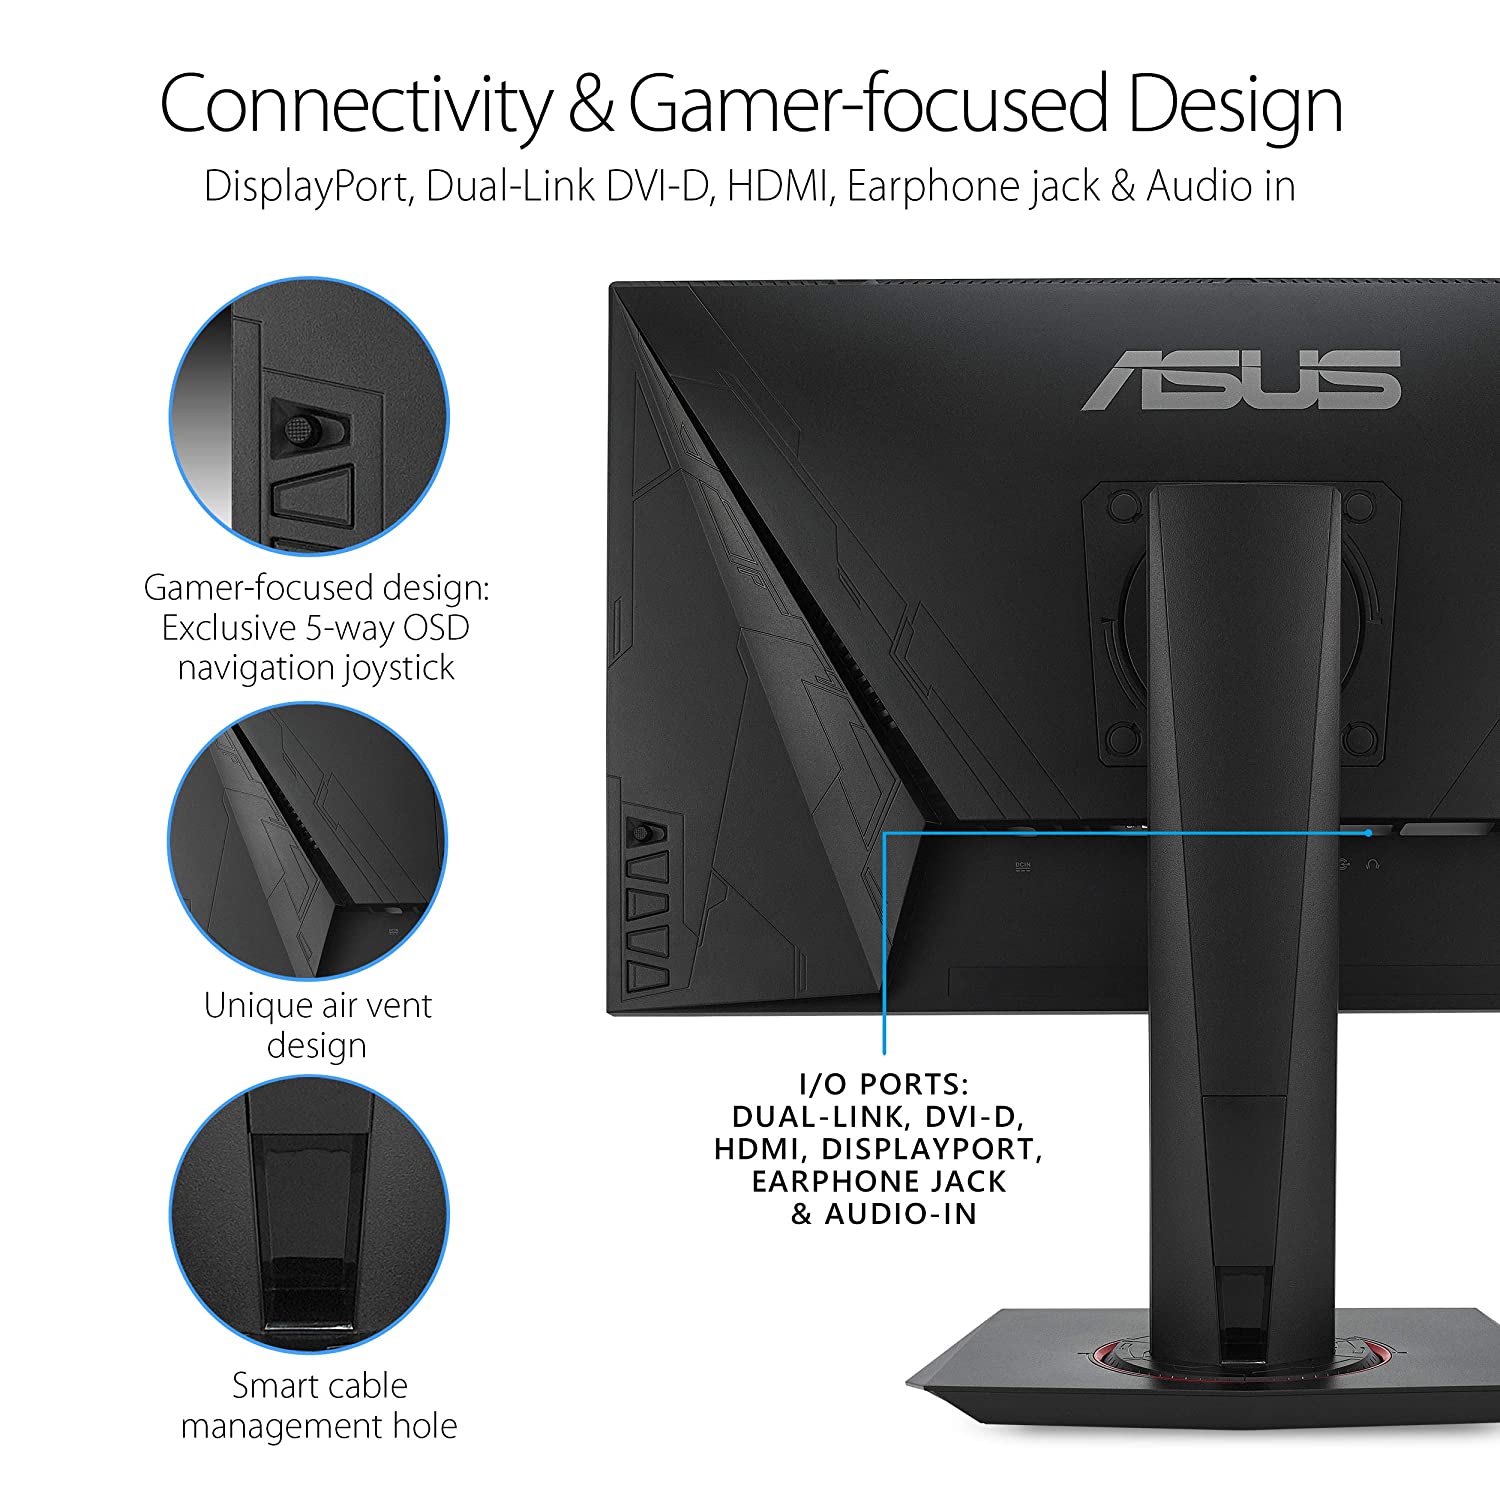 Connectivity & Gamer-focused Design
DisplayPort, Dual-Link DVI-D, HDMI, Earphone jack & Audio in
ASUS
Gamer-focused design:
Exclusive 5-way OSD
navigation joystick
Unique air vent
design
Smart cable
management hole
DCIN
I/O PORTS:
DUAL-LINK, DVI-D,
HDMI, DISPLAYPORT,
EARPHONE JACK
& AUDIO-IN